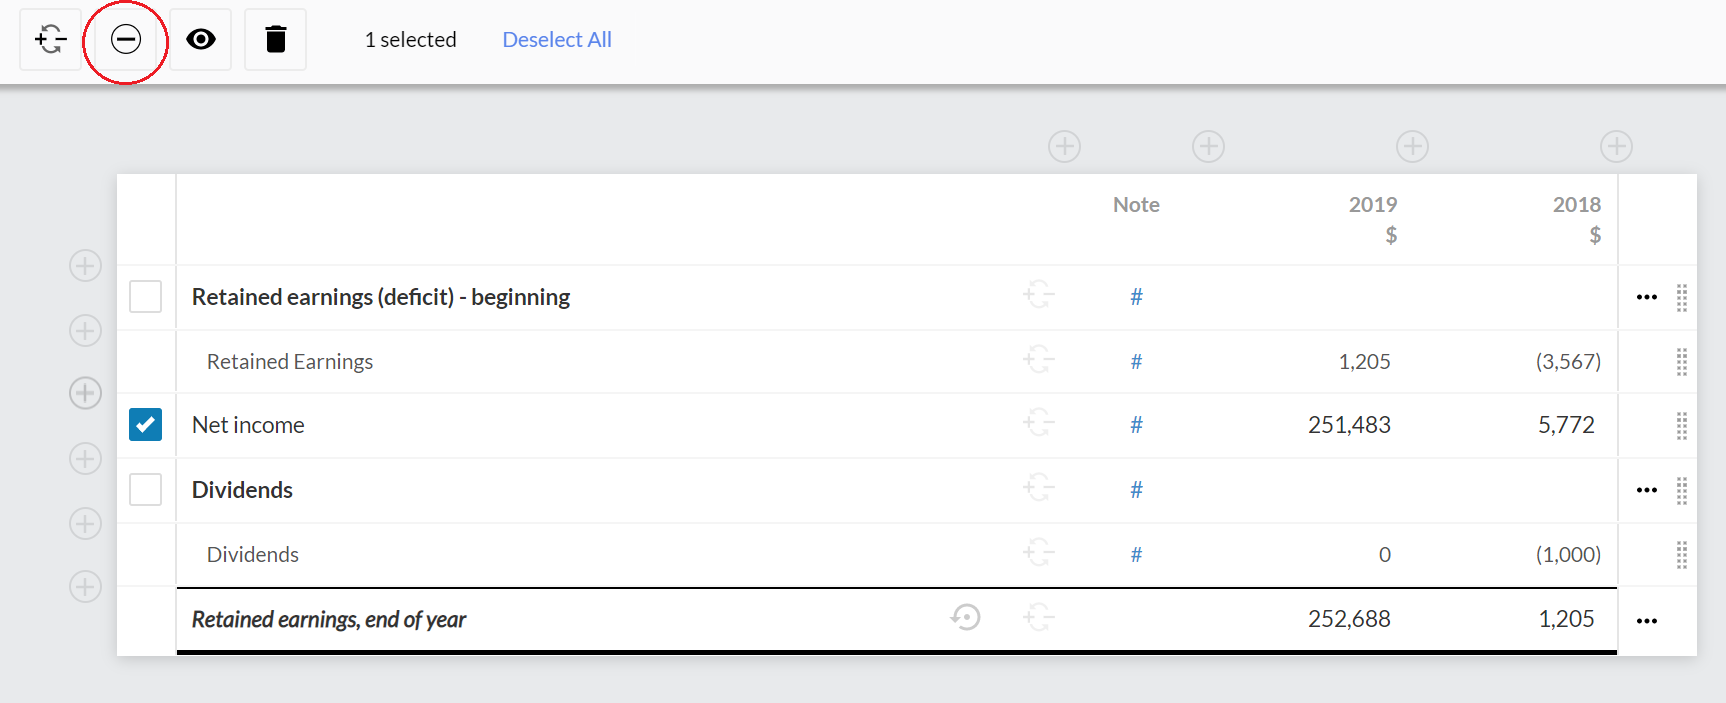 1 selected Deselect All
Note 2019 2018
$ $
Retained earnings (deficit) - beginning #
Retained Earnings # 1,205 (3,567)
Net income # 251,483 5,772
Dividends #
Dividends # 0 (1,000)
Retained earnings, end of year 252,688 1,205